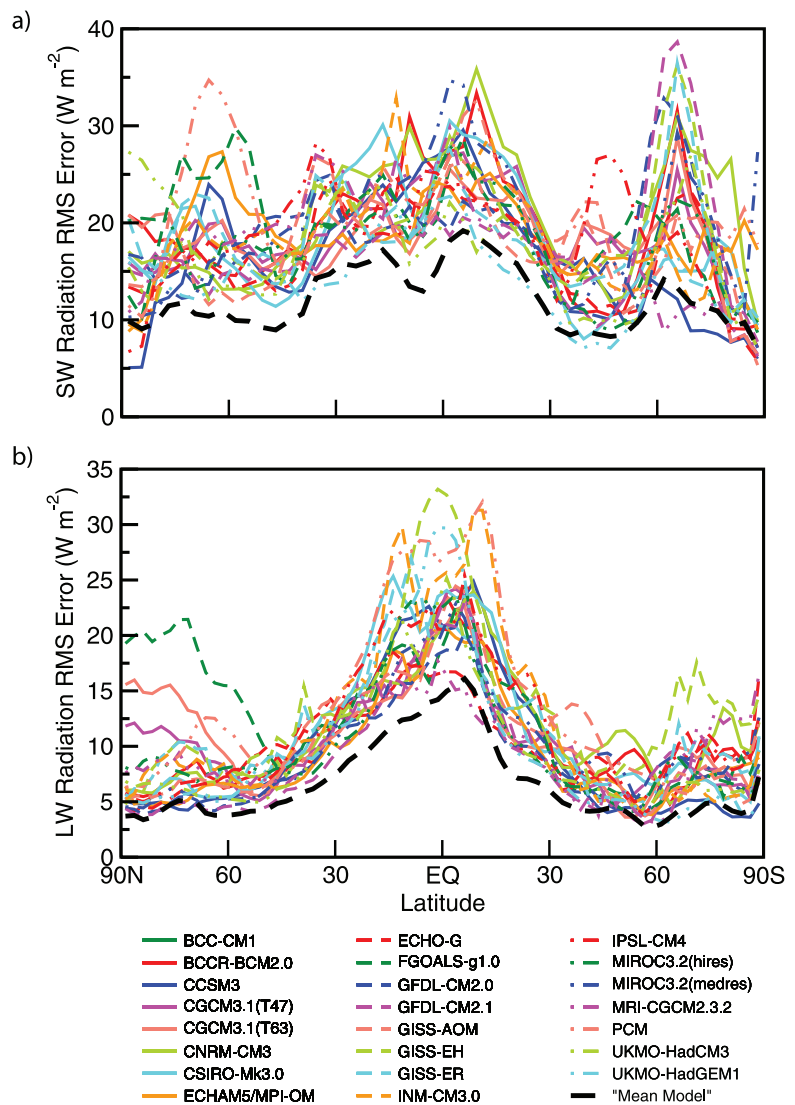 a)
SW Radiation RMS Error (W m-2)
40
30
20
10
0
b)
LW Radiation RMS Error (W m-2)
35
30
25
20
15
10
5
0
90N 60 30 EQ 30 60 90S
Latitude
BCC-CM1
BCCR-BCM2.0
CCSM3
CGCM3.1(T47)
CGCM3.1(T63)
CNRM-CM3
CSIRO-Mk3.0
ECHAM5/MPI-OM
ECHO-G
FGOALS-g1.0
GFDL-CM2.0
GFDL-CM2.1
GISS-AOM
GISS-EH
GISS-ER
INM-CM3.0
IPSL-CM4
MIROC3.2(hires)
MIROC3.2(medres)
MRI-CGCM2.3.2
PCM
UKMO-HadCM3
UKMO-HadGEM1
"Mean Model"